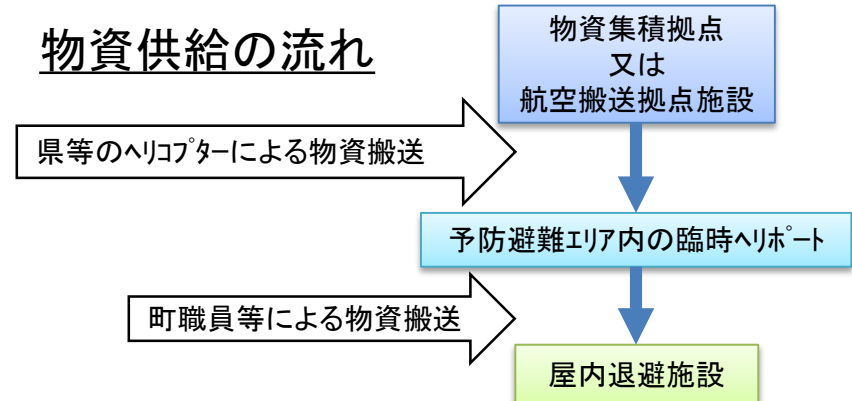 物資供給の流れ
物資集積拠点
又は
航空搬送拠点施設
県等のﾍﾘｺﾌﾟﾀｰによる物資搬送
予防避難ｴﾘｱ内の臨時ﾍﾘﾎﾟｰﾄ
町職員等による物資搬送
屋内退避施設